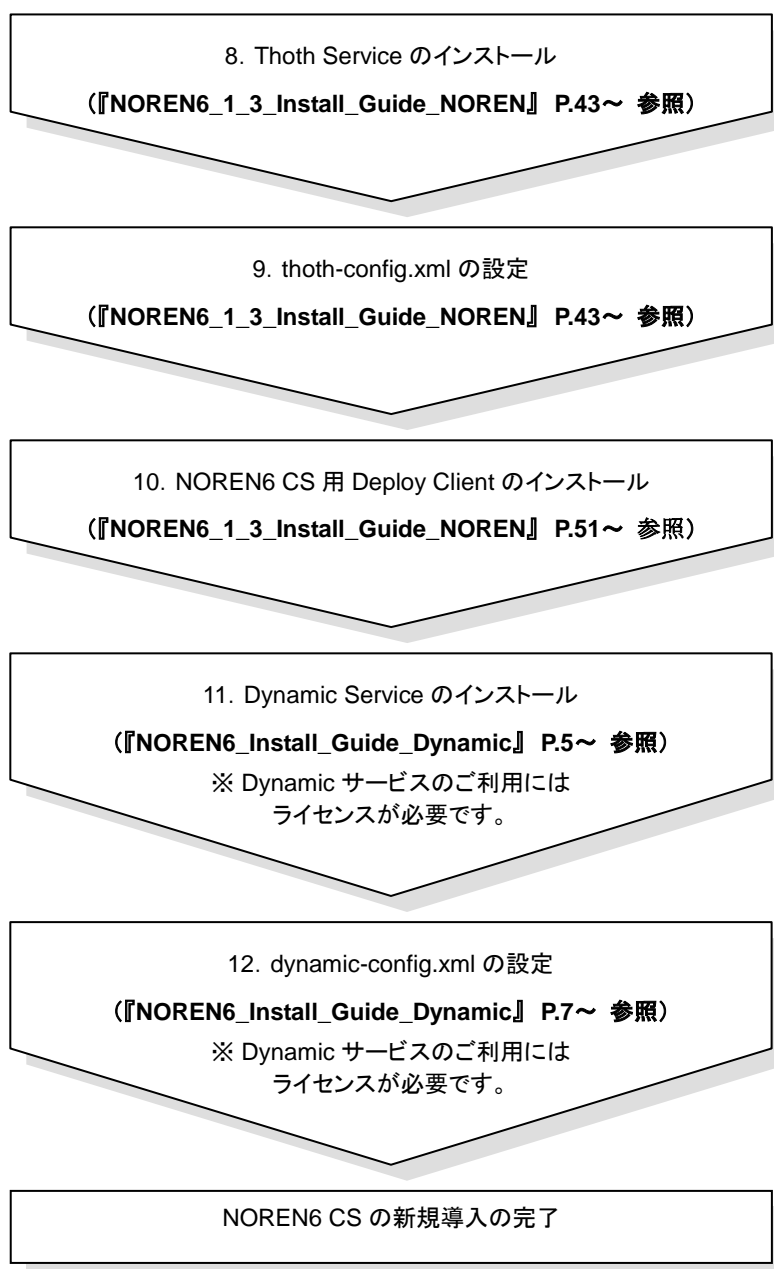 8. Thoth Service のインストール
(『NOREN6_1_3_Install_Guide_NOREN』 P.43～ 参照)
9. thoth-config.xml の設定
(『NOREN6_1_3_Install_Guide_NOREN』 P.43～ 参照)
10. NOREN6 CS 用 Deploy Client のインストール
(『NOREN6_1_3_Install_Guide_NOREN』 P.51～ 参照)
11. Dynamic Service のインストール
(『NOREN6_Install_Guide_Dynamic』 P.5～ 参照)
※ Dynamic サービスのご利用には
ライセンスが必要です。
12. dynamic-config.xml の設定
(『NOREN6_Install_Guide_Dynamic』 P.7～ 参照)
※ Dynamic サービスのご利用には
ライセンスが必要です。
NOREN6 CS の新規導入の完了